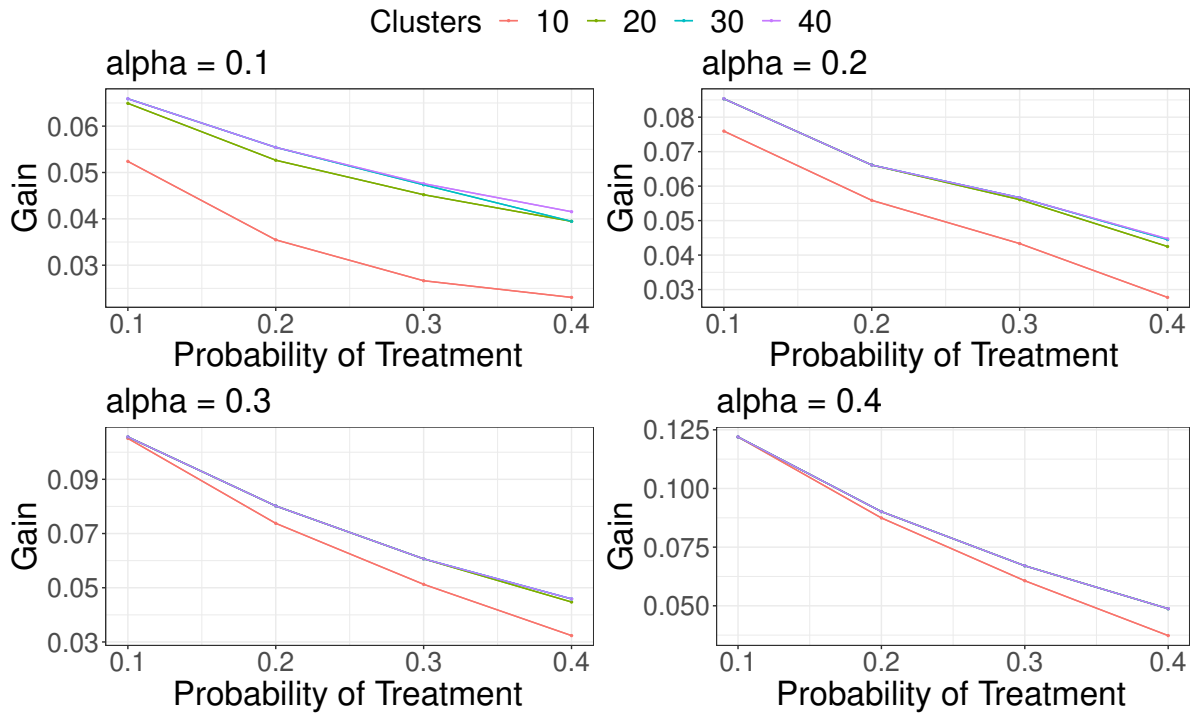 Clusters 10 20 30 40
alpha = 0.1
Gain
0.06
0.05
0.04
0.03
0.1 0.2 0.3 0.4
Probability of Treatment
alpha = 0.2
Gain
0.08
0.07
0.06
0.05
0.04
0.03
0.1 0.2 0.3 0.4
Probability of Treatment
alpha = 0.3
Gain
0.09
0.07
0.05
0.03
0.1 0.2 0.3 0.4
Probability of Treatment
alpha = 0.4
Gain
0.125
0.100
0.075
0.050
0.1 0.2 0.3 0.4
Probability of Treatment